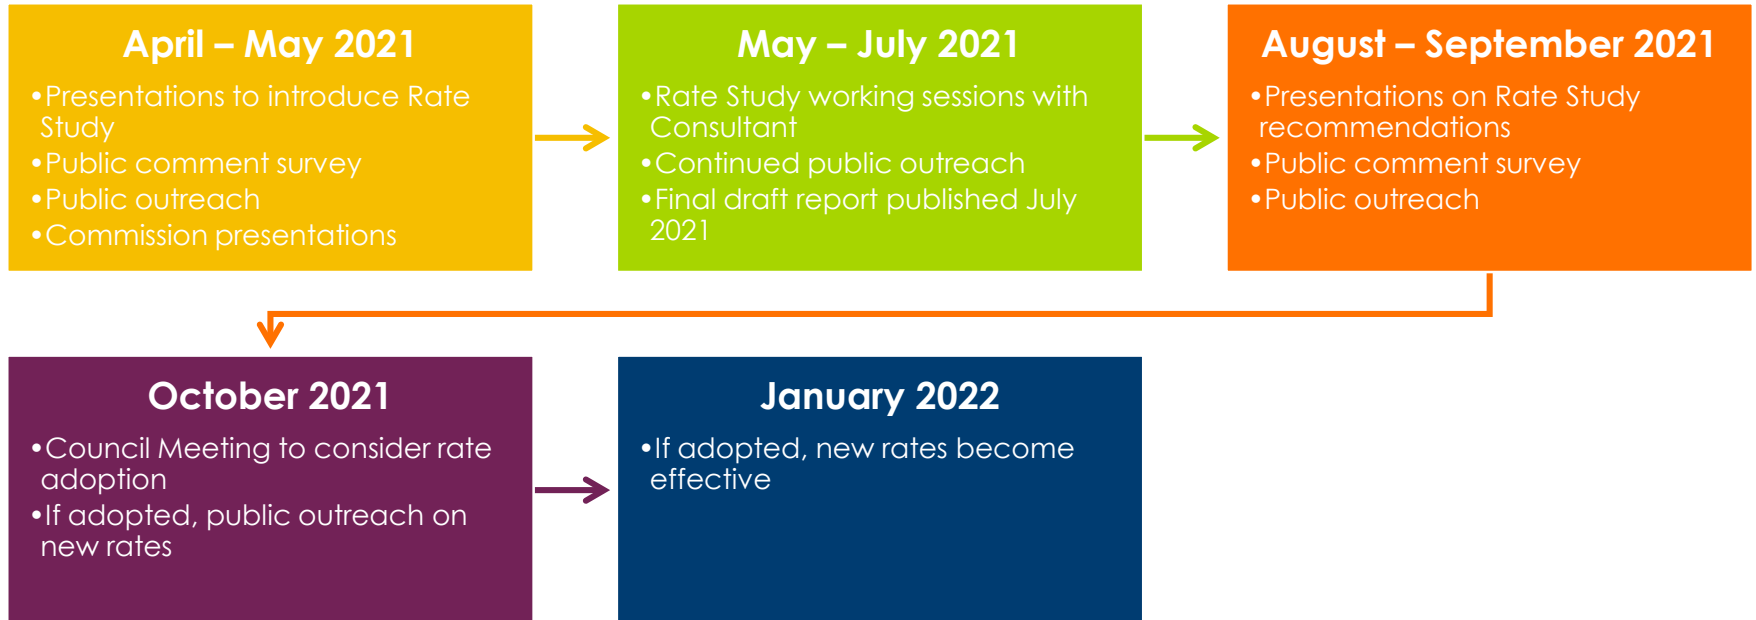 April – May 2021
•Presentations to introduce Rate
Study
•Public comment survey
•Public outreach
•Commission presentations
May – July 2021
•Rate Study working sessions with
Consultant
•Continued public outreach
•Final draft report published July
2021
August – September 2021
•Presentations on Rate Study
recommendations
•Public comment survey
•Public outreach
October 2021
•Council Meeting to consider rate
adoption
•If adopted, public outreach on
new rates
January 2022
•If adopted, new rates become
effective